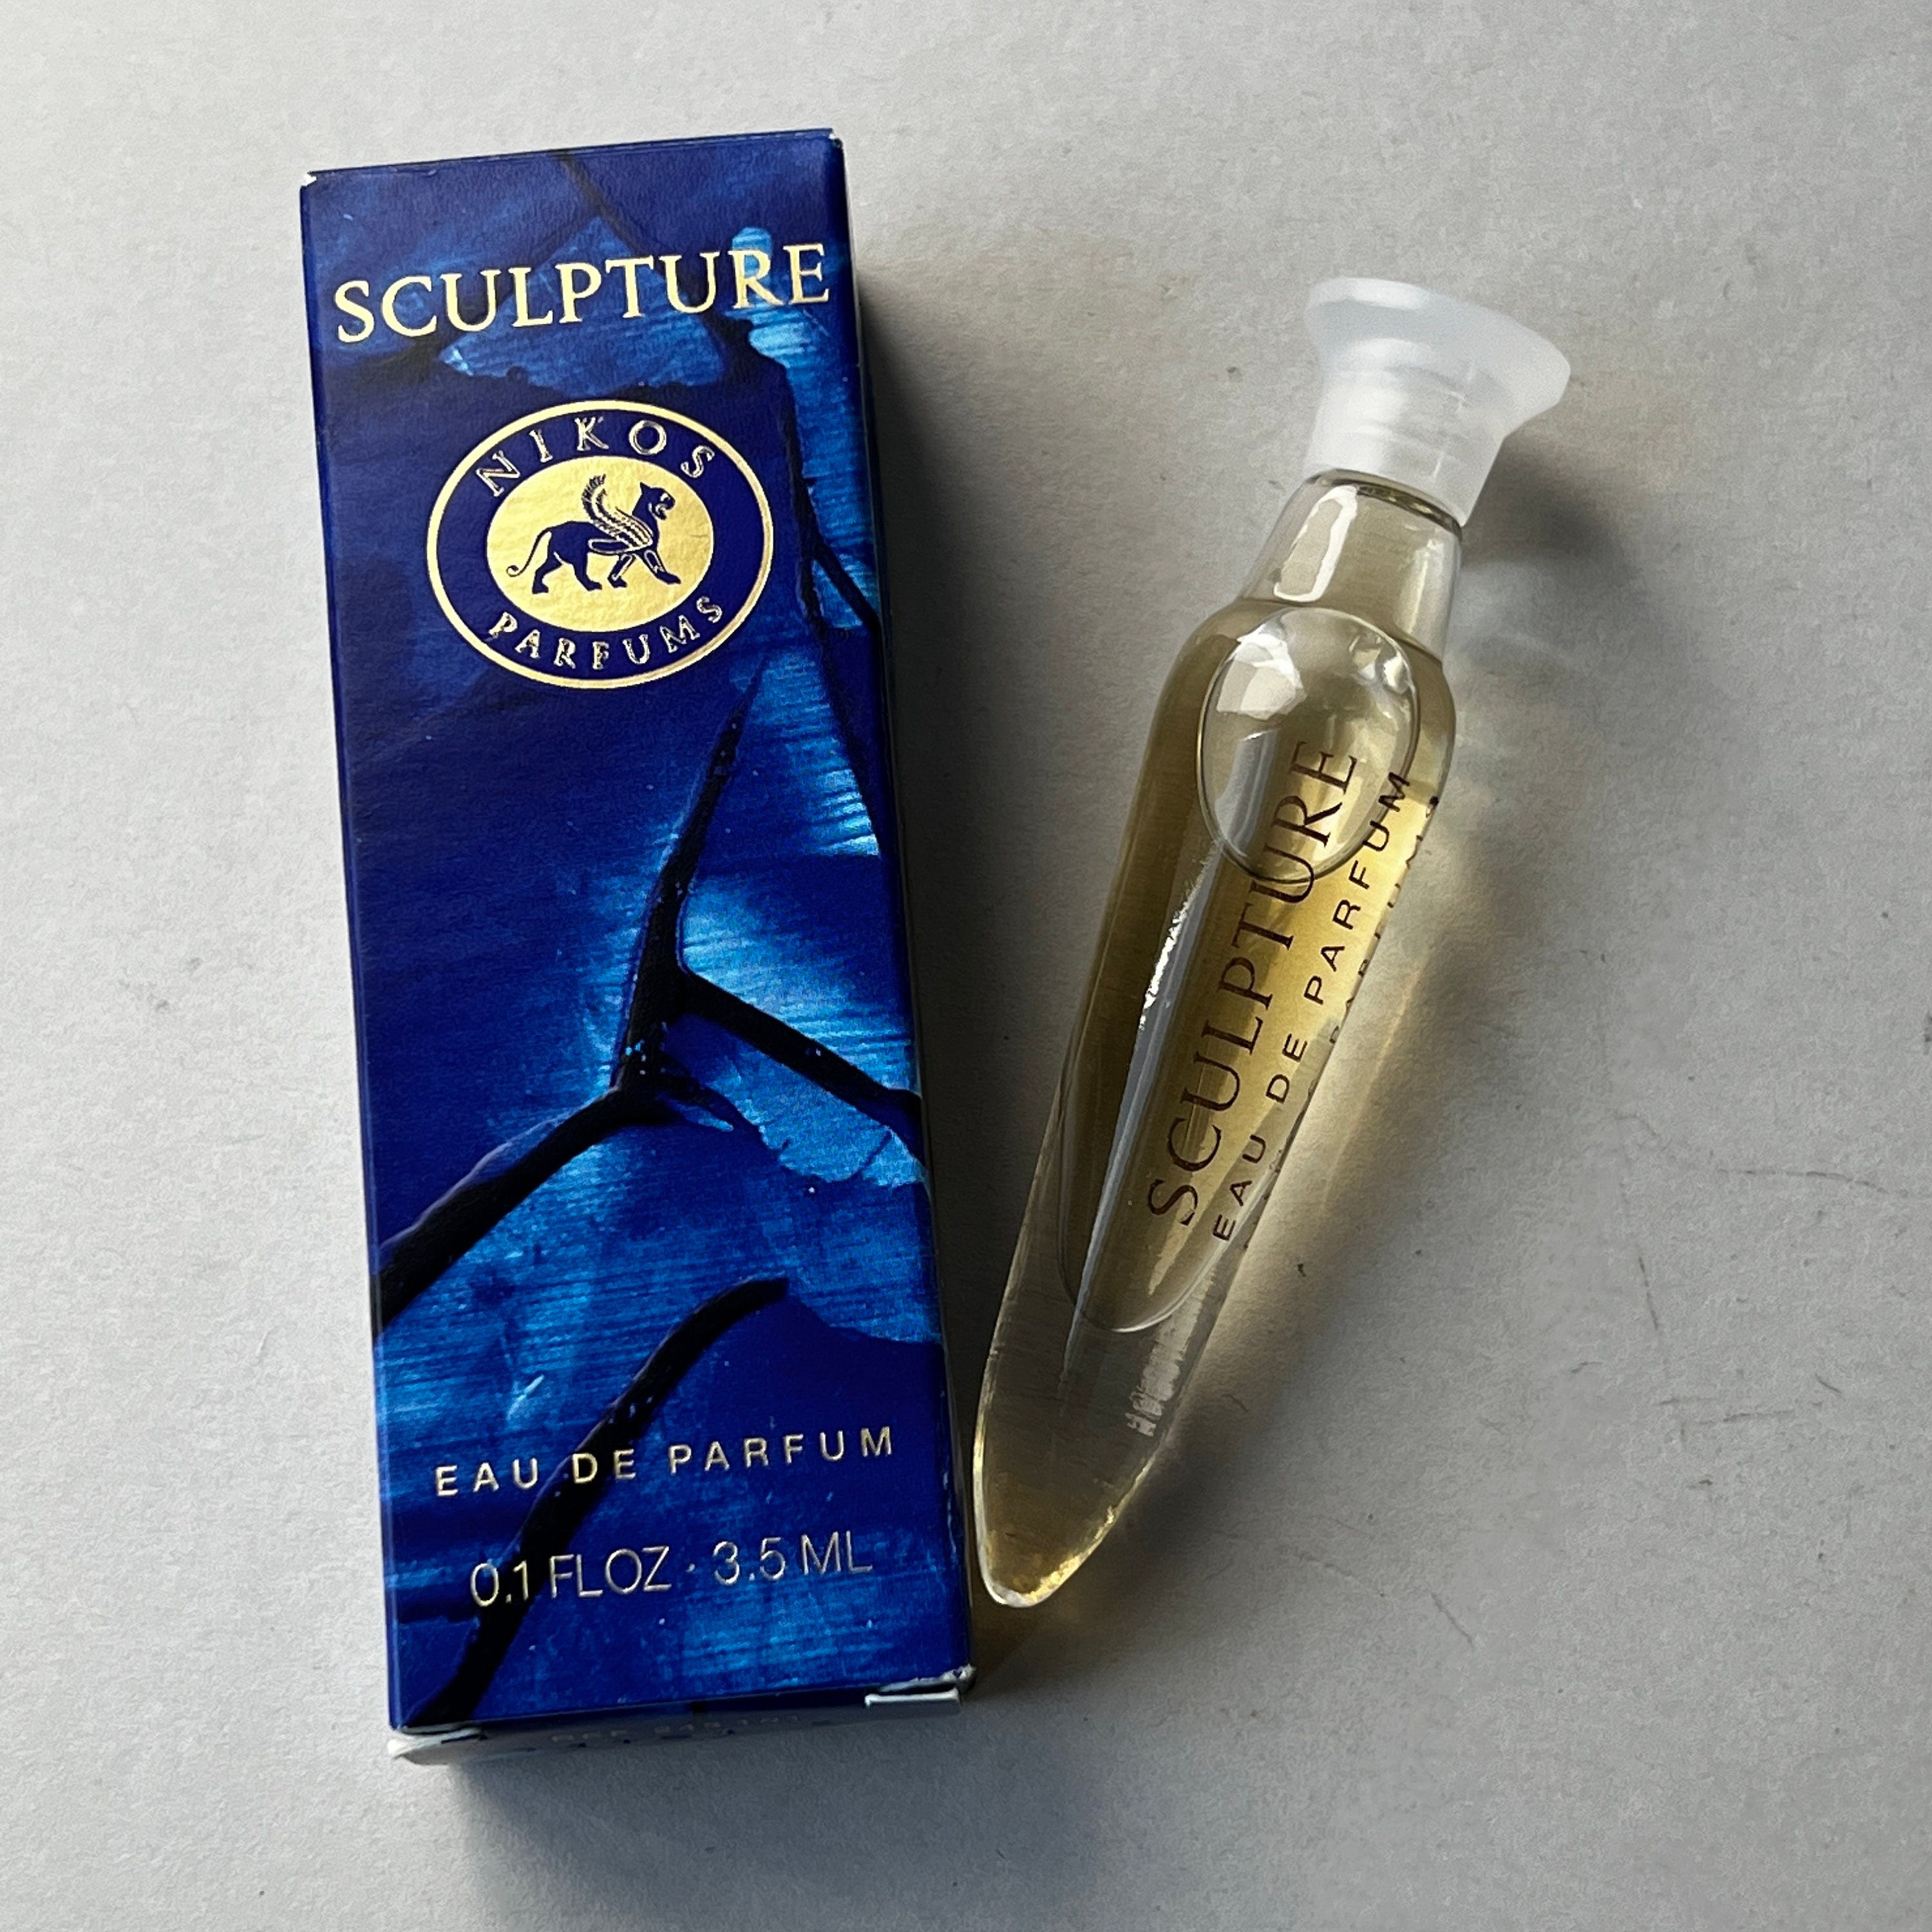 SCULPTURE
NIKOS
PARFUMS
EAU DE PARFUM
0.1 FL OZ · 3.5 ML
SCULPTURE
EAU DE PARFUM